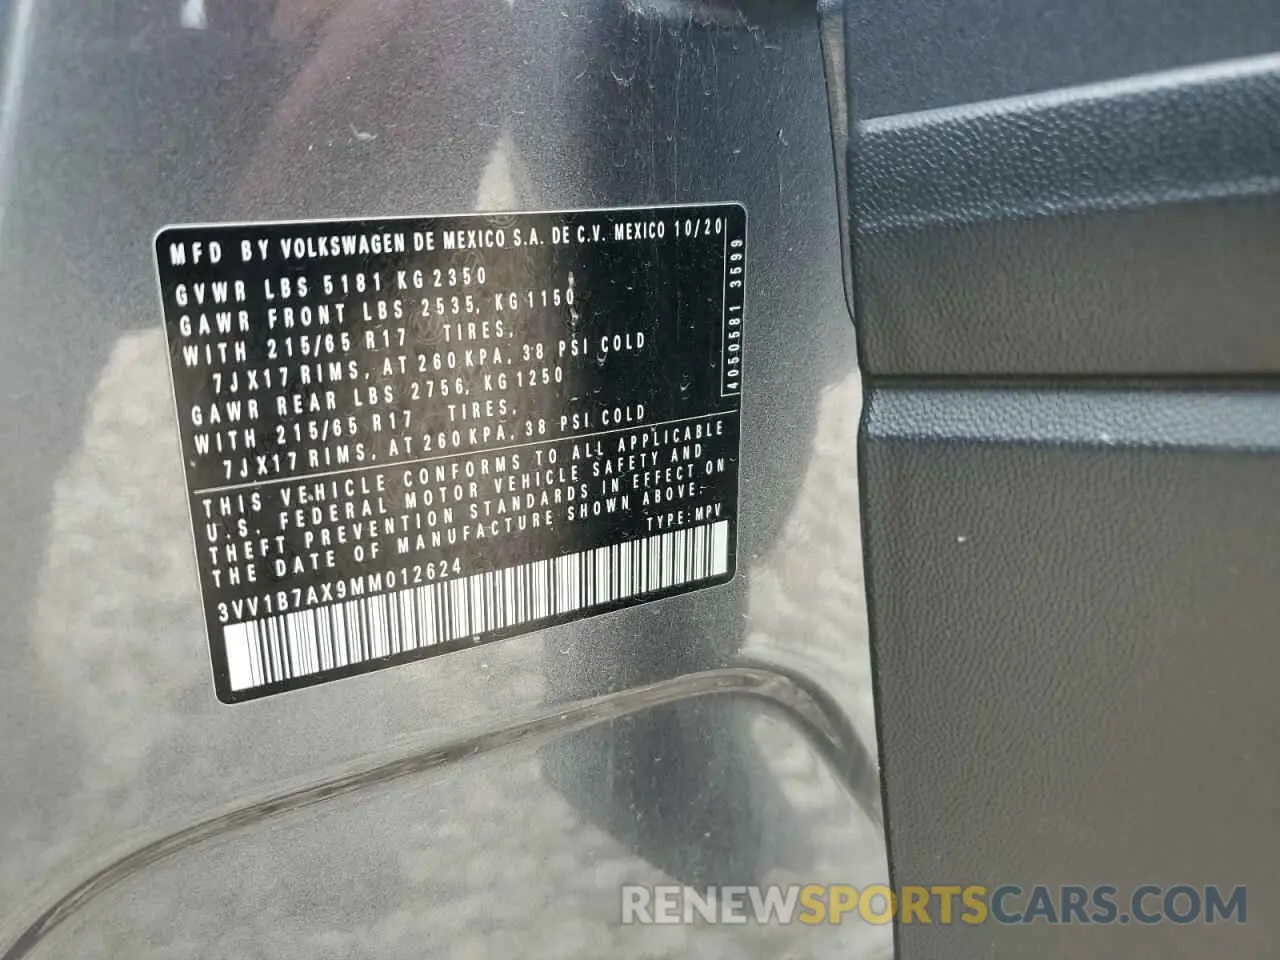 MFD BY VOLKSWAGEN DE MEXICO S.A. DE C.V. MEXICO 10/20
GVWR LBS 5181 KG 2350
GAWR FRONT LBS 2535, KG 1150
WITH 215/65 R17 TIRES,
7JX17 RIMS, AT 260 KPA, 38 PSI COLD
GAWR REAR LBS 2756, KG 1250
WITH 215/65 R17 TIRES,
7JX17 RIMS, AT 260 KPA, 38 PSI COLD
4050581 3599
THIS VEHICLE CONFORMS TO ALL APPLICABLE
U.S. FEDERAL MOTOR VEHICLE SAFETY AND
THEFT PREVENTION STANDARDS IN EFFECT ON
THE DATE OF MANUFACTURE SHOWN ABOVE.
TYPE:MPV
3VV1B7AX9MM012624
RENEWSPORTSCARS.COM